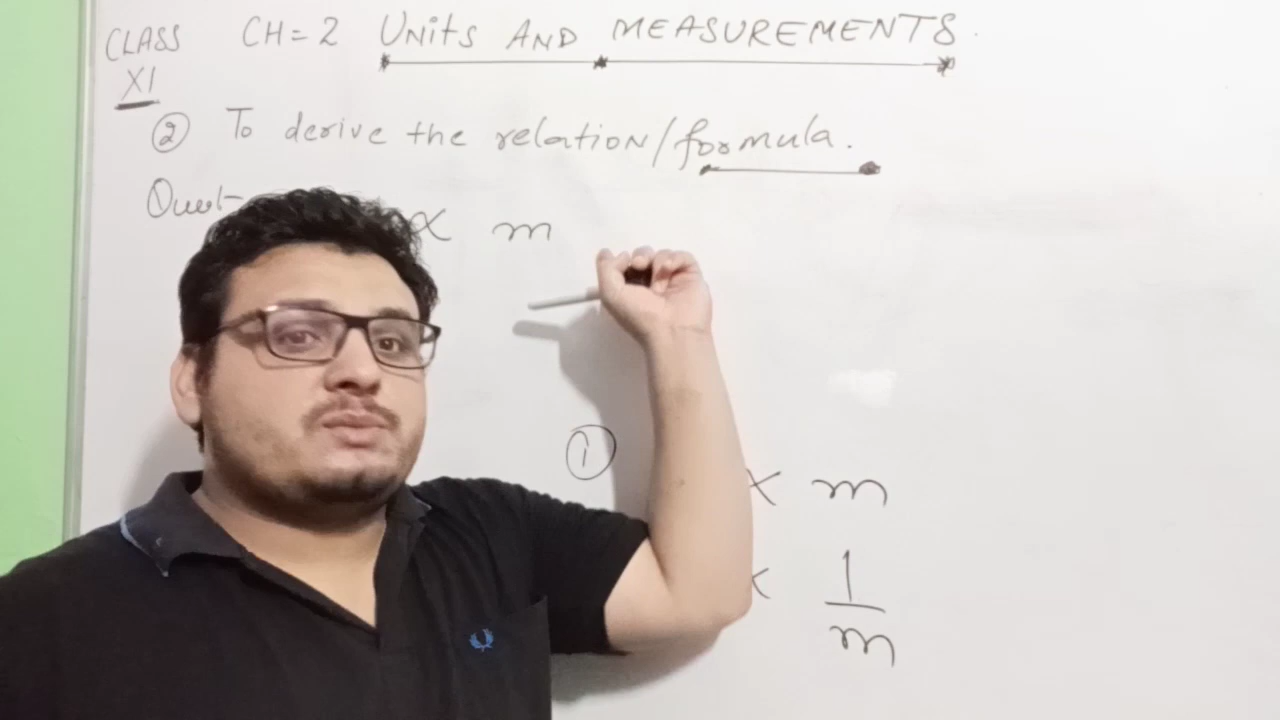 CLASS CH=2 Units AND MEASUREMENTS
XI
② To derive the relation/formula.
∝ m
①
∝ m
∝ 1/m